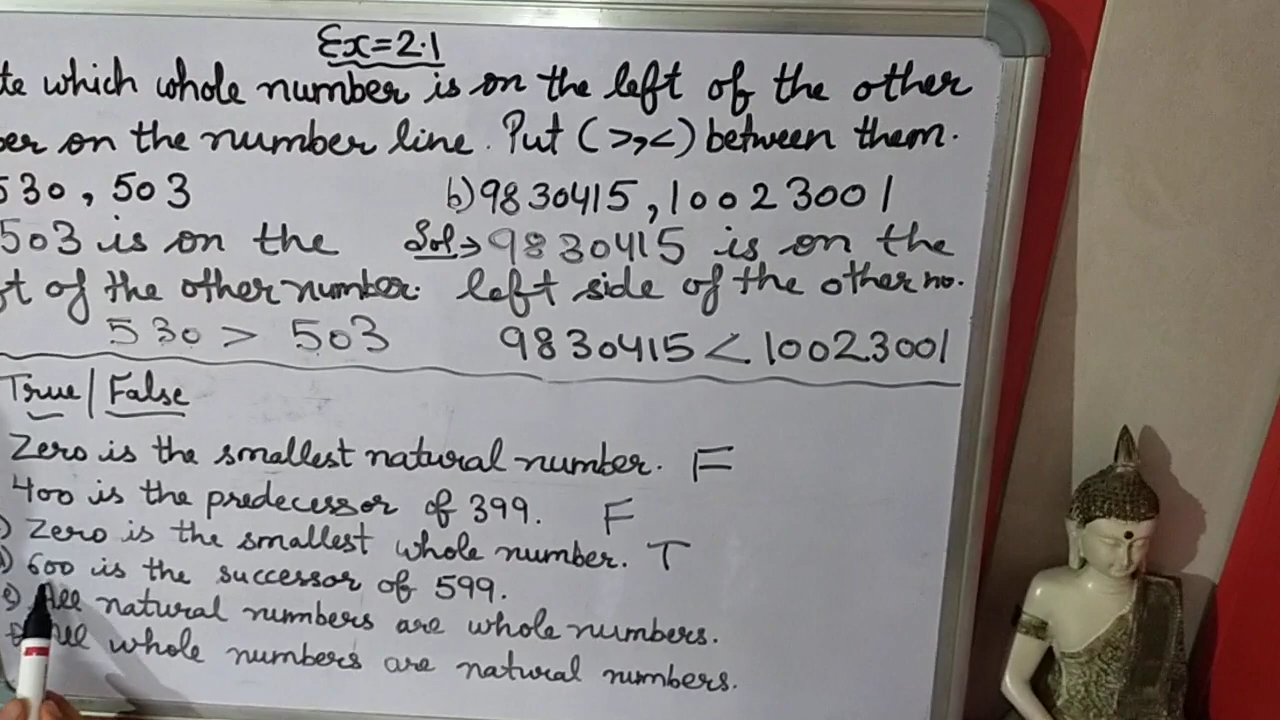 Ex=2.1
te which whole number is on the left of the other
er on the number line. Put (>,<) between them.
530, 503 b) 9830415, 10023001
503 is on the Sol→ 9830415 is on the
ft of the other number. left side of the other no.
530 > 503 9830415 < 10023001
True/False
Zero is the smallest natural number. F
400 is the predecessor of 399. F
) Zero is the smallest whole number. T
d) 600 is the successor of 599.
e) All natural numbers are whole numbers.
All whole numbers are natural numbers.